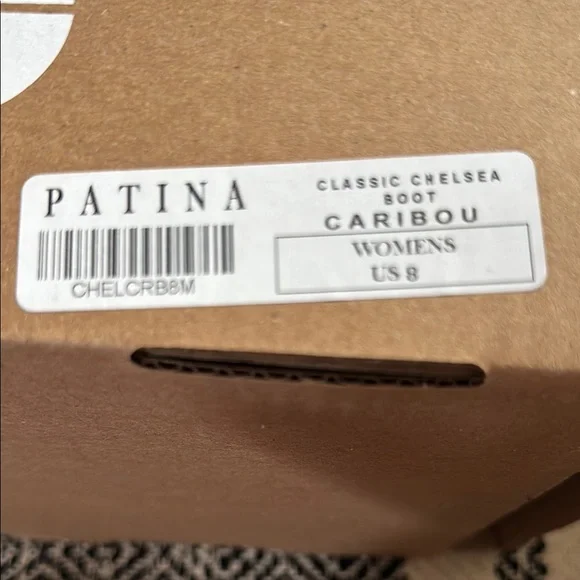 PATINA
CHELCRB8M
CLASSIC CHELSEA
BOOT
CARIBOU
WOMENS
US 8